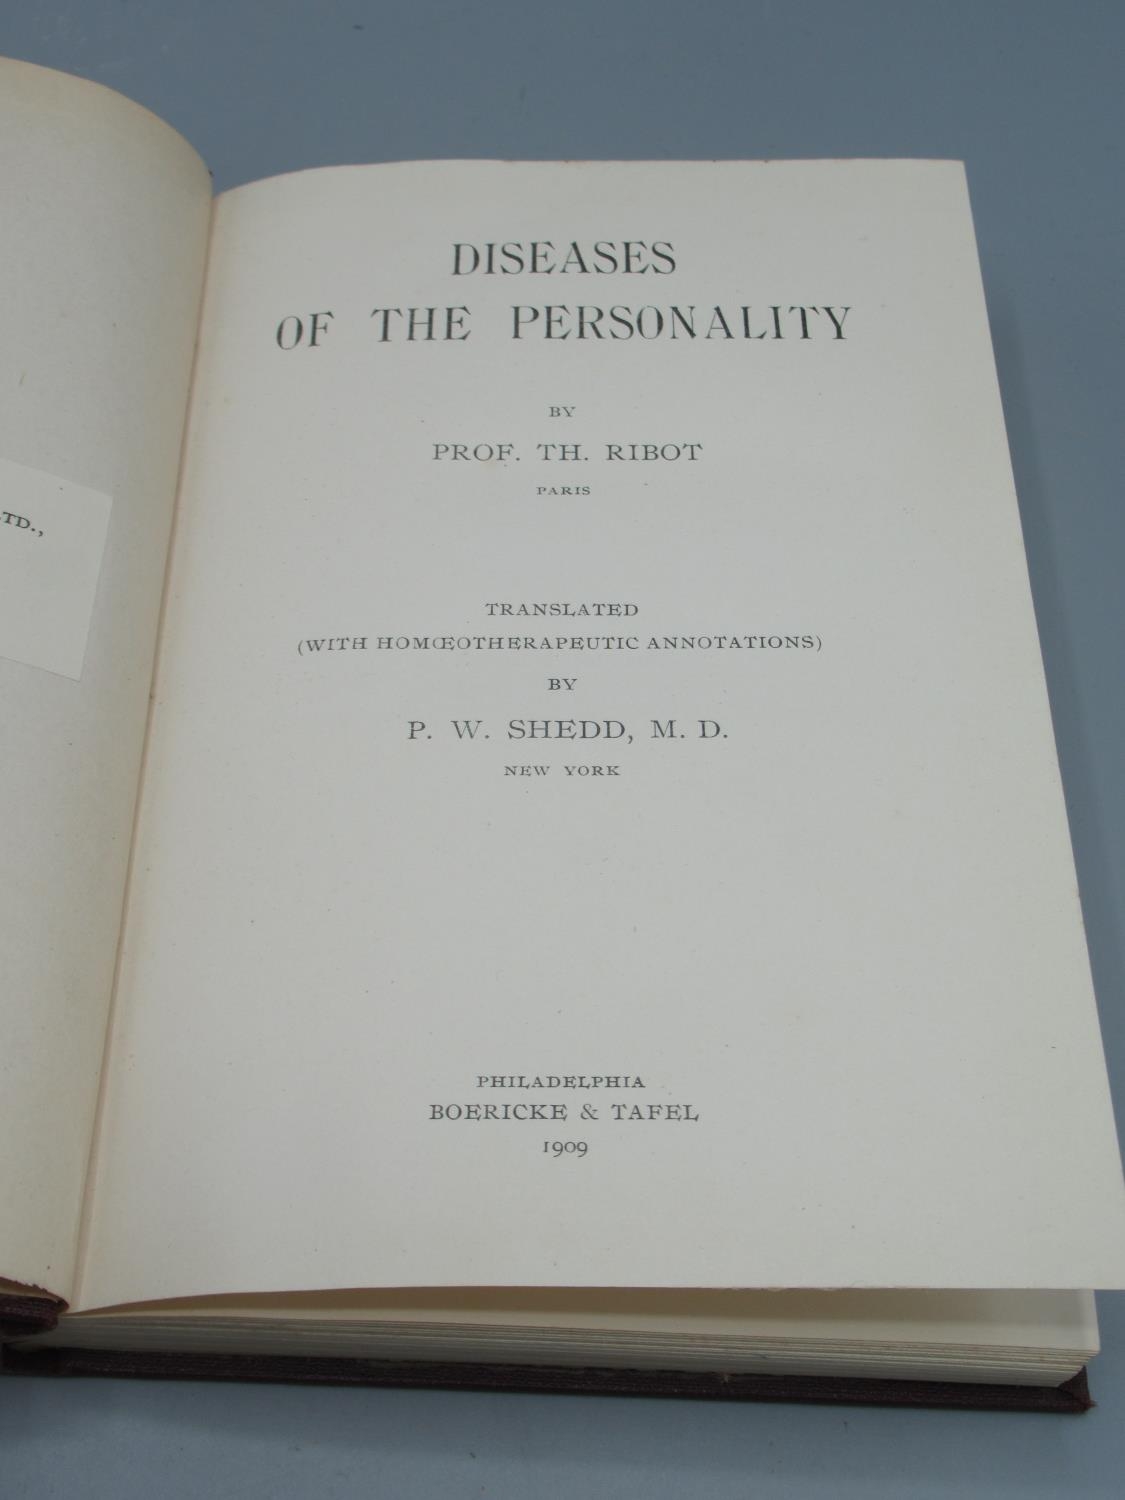 TD.,
DISEASES
OF THE PERSONALITY
BY
PROF. TH. RIBOT
PARIS
TRANSLATED
(WITH HOMŒOTHERAPEUTIC ANNOTATIONS)
BY
P. W. SHEDD, M. D.
NEW YORK
PHILADELPHIA
BOERICKE & TAFEL
1909